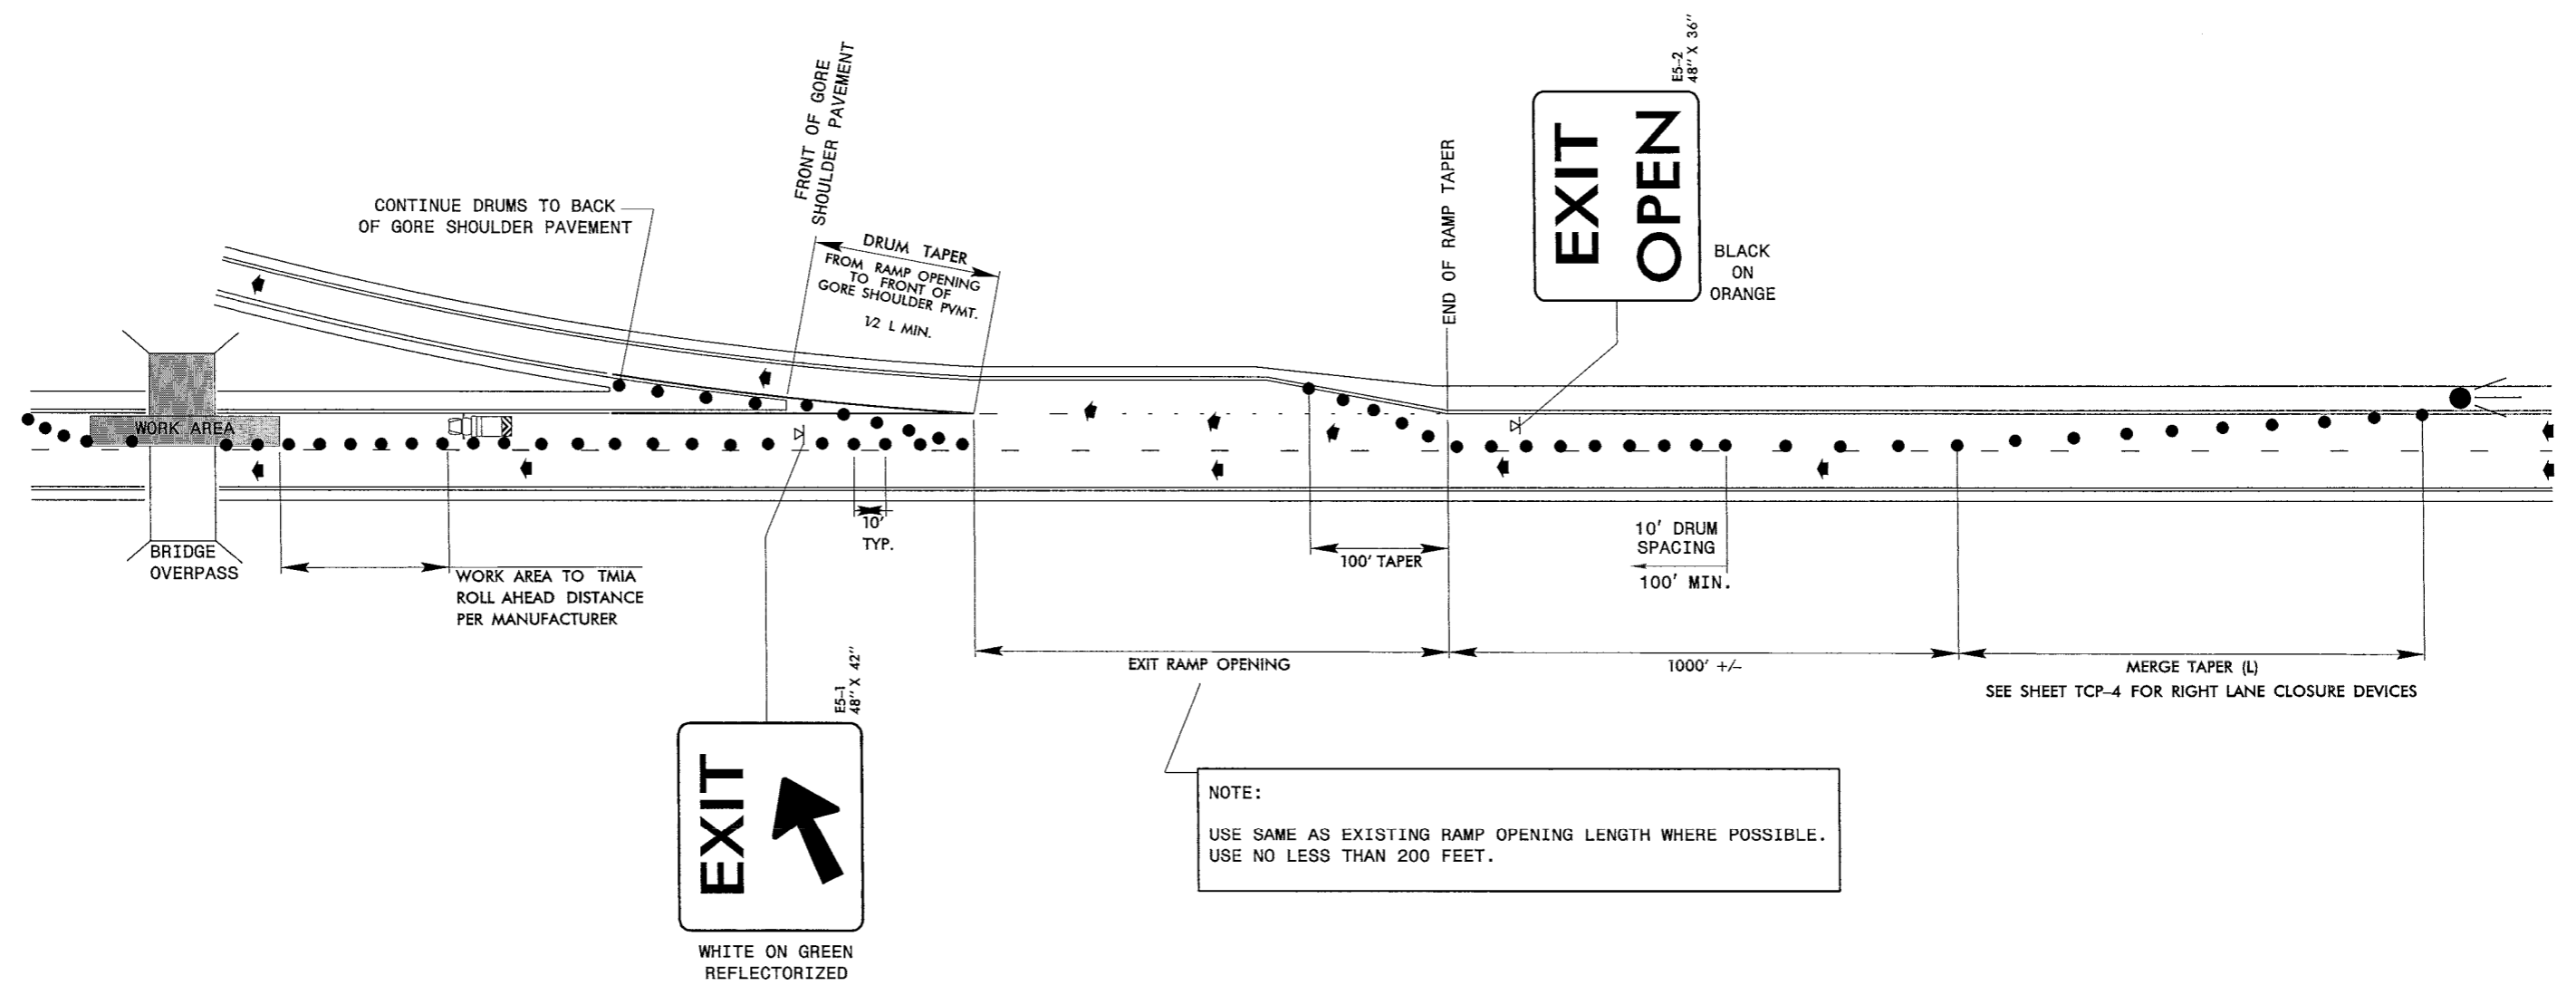 E5-2
48" X 36"
EXIT
OPEN
BLACK
ON
ORANGE
FRONT OF GORE
SHOULDER PAVEMENT
END OF RAMP TAPER
CONTINUE DRUMS TO BACK
OF GORE SHOULDER PAVEMENT
DRUM TAPER
FROM RAMP OPENING
TO FRONT OF
GORE SHOULDER PVMT.
1/2 L MIN.
WORK AREA
BRIDGE
OVERPASS
WORK AREA TO TMIA
ROLL AHEAD DISTANCE
PER MANUFACTURER
10'
TYP.
100' TAPER
10' DRUM
SPACING
100' MIN.
EXIT RAMP OPENING
1000' +/-
MERGE TAPER (L)
SEE SHEET TCP-4 FOR RIGHT LANE CLOSURE DEVICES
E5-1
48" X 42"
EXIT
WHITE ON GREEN
REFLECTORIZED
NOTE:
USE SAME AS EXISTING RAMP OPENING LENGTH WHERE POSSIBLE.
USE NO LESS THAN 200 FEET.